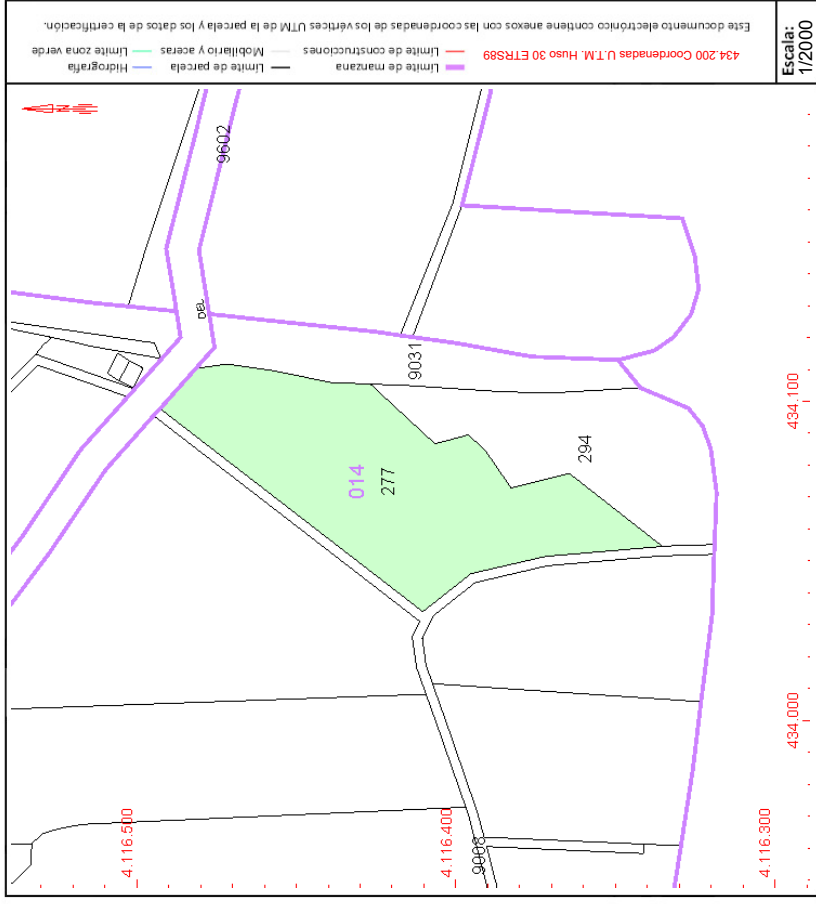 Este documento electrónico contiene anexos con las coordenadas de los vértices UTM de la parcela y los datos de la certificación.
434.200 Coordenadas U.T.M. Huso 30 ETRS89
Límite de manzana
Límite de parcela
Hidrografía
Límite de construcciones
Mobiliario y aceras
Límite zona verde
Escala:
1/2000
N
9602
DEL
9031
014
277
294
9008
4.116.500
4.116.400
4.116.300
434.100
434.000